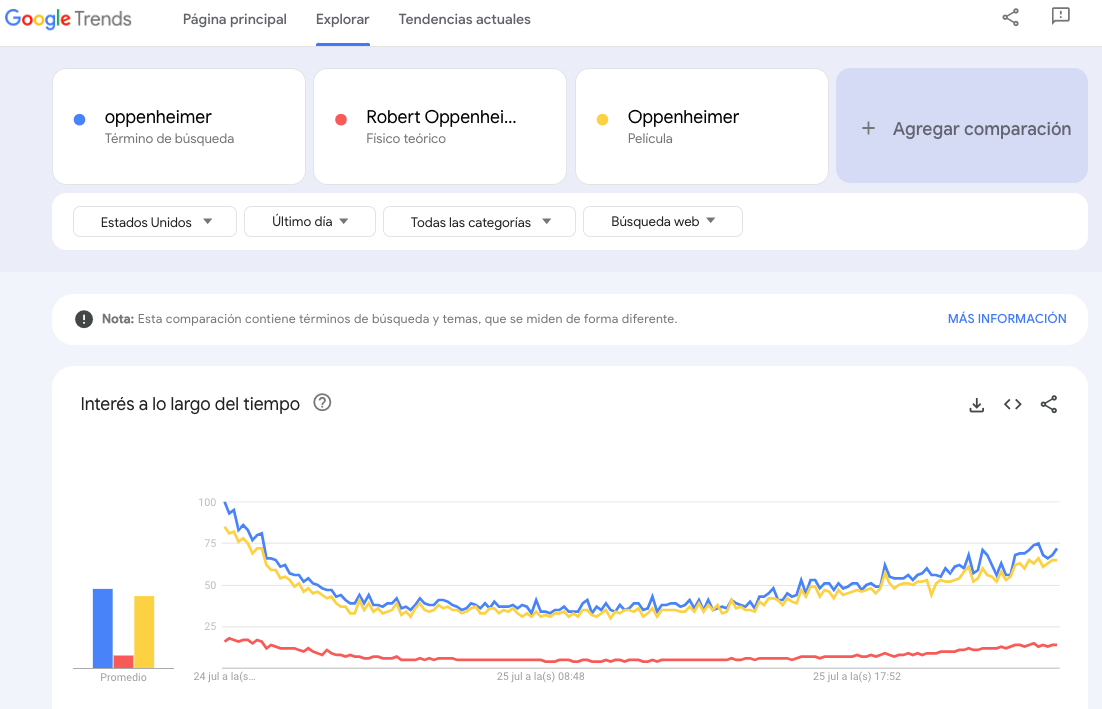 Google Trends
Página principal
Explorar
Tendencias actuales
oppenheimer
Término de búsqueda
Robert Oppenhei...
Físico teórico
Oppenheimer
Película
+ Agregar comparación
Estados Unidos
Último día
Todas las categorías
Búsqueda web
Nota: Esta comparación contiene términos de búsqueda y temas, que se miden de forma diferente.
MÁS INFORMACIÓN
Interés a lo largo del tiempo
100
75
50
25
Promedio
24 jul a la(s...
25 jul a la(s) 08:48
25 jul a la(s) 17:52